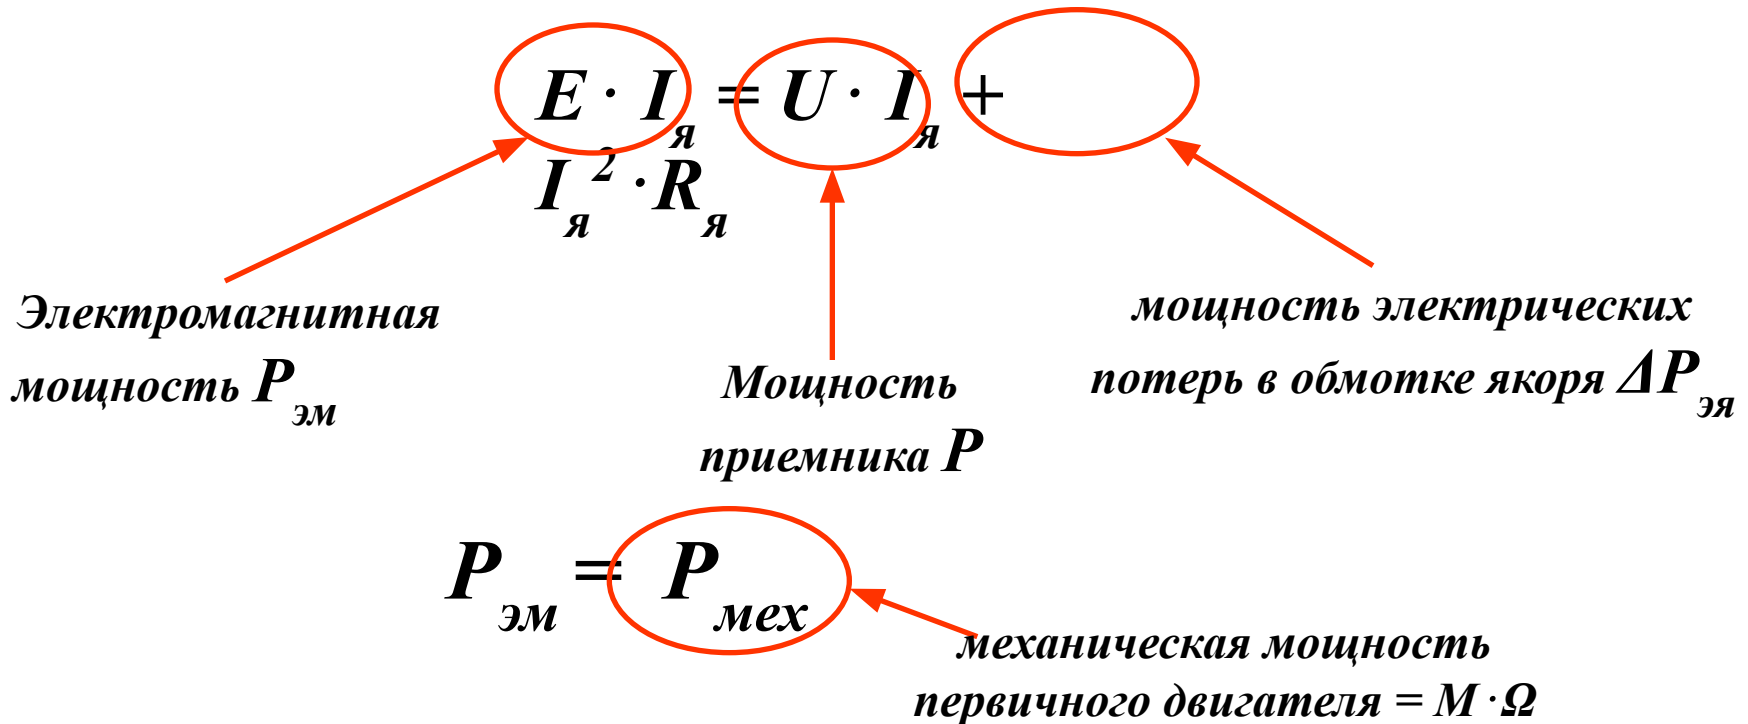 E · Iя = U · Iя +
Iя² · Rя
Электромагнитная
мощность Pэм
Мощность
приемника P
мощность электрических
потерь в обмотке якоря ΔPэя
Pэм = Pмех
механическая мощность
первичного двигателя = M · Ω